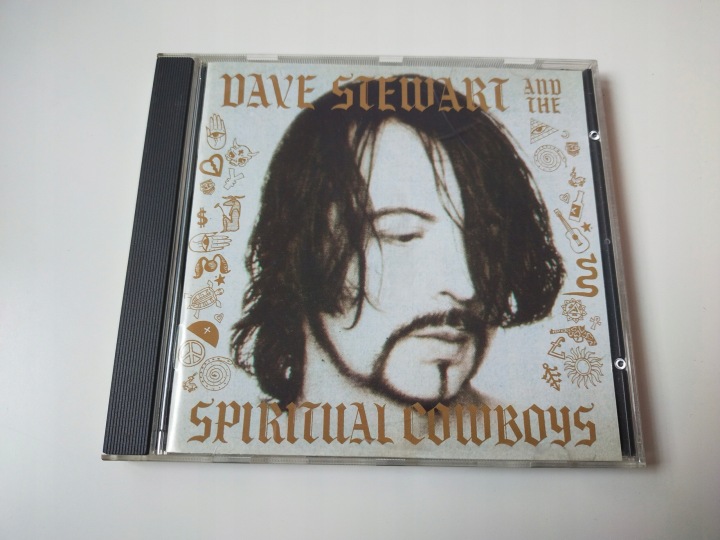 DAVE STEWART AND THE
SPIRITUAL COWBOYS
$